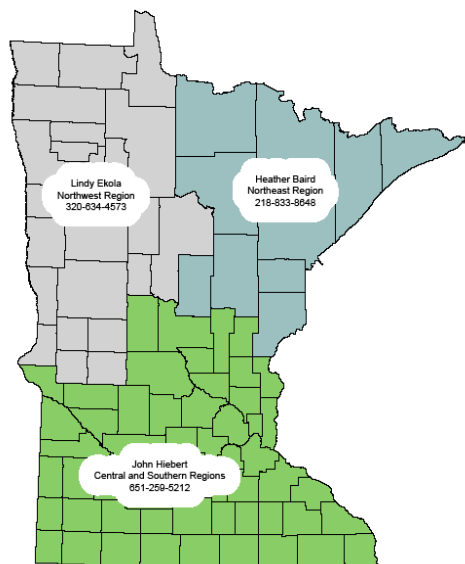 Lindy Ekola
Northwest Region
320-634-4573
Heather Baird
Northeast Region
218-833-8648
John Hiebert
Central and Southern Regions
651-259-5212